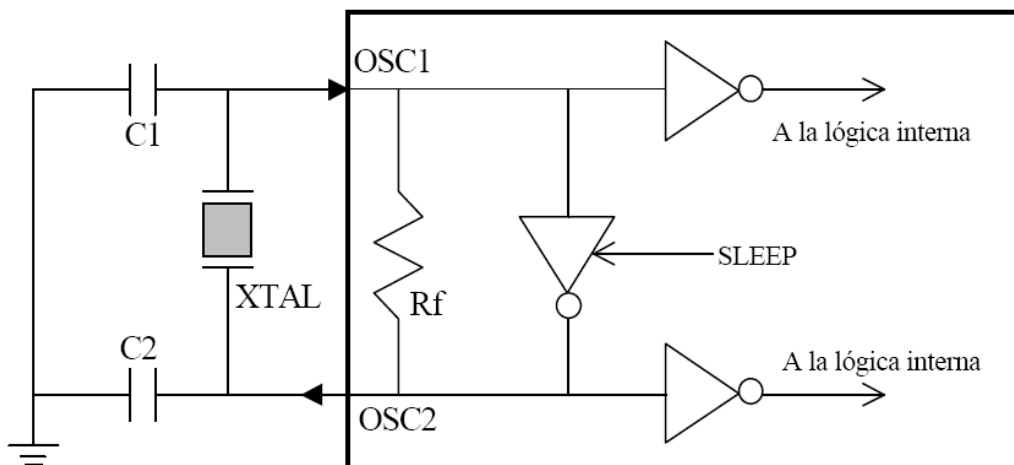 OSC1
C1
A la lógica interna
SLEEP
XTAL
Rf
C2
A la lógica interna
OSC2